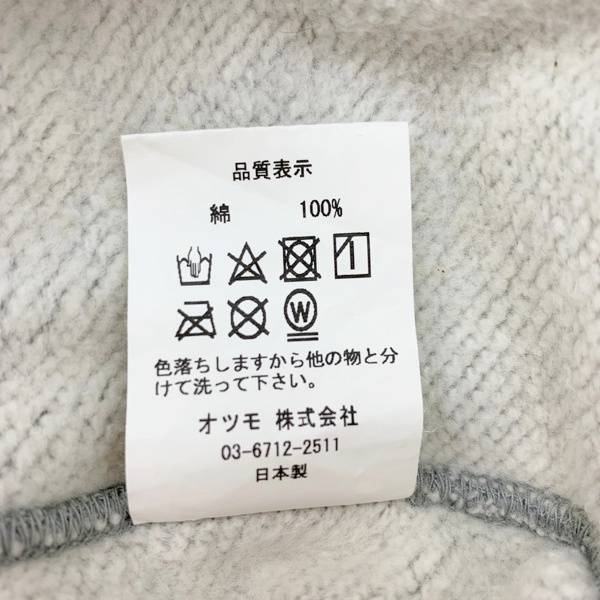 品質表示
綿 100%
W
色落ちしますから他の物と分
けて洗って下さい。
オツモ 株式会社
03-6712-2511
日本製